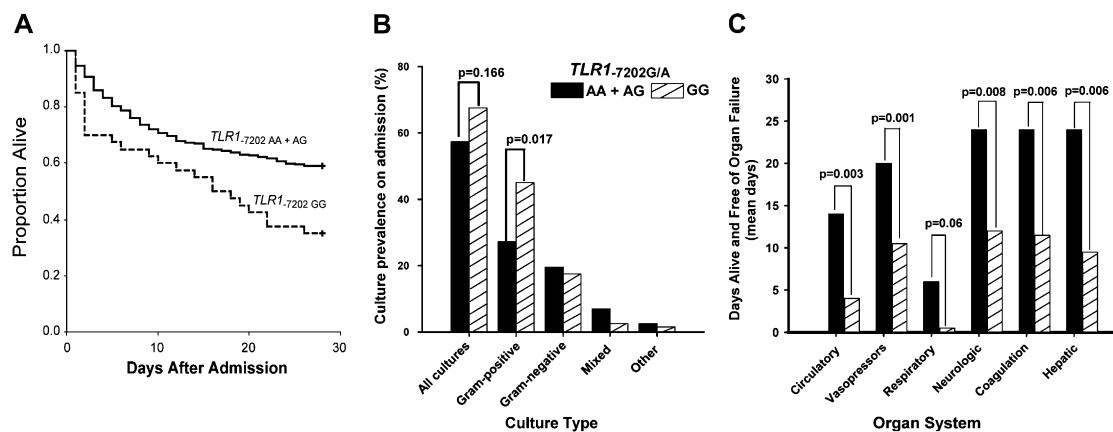 A
1.0
0.8
0.6
0.4
0.2
0.0
Proportion Alive
TLR1-7202 AA + AG
TLR1-7202 GG
0
10
20
30
Days After Admission
B
80
60
40
20
0
Culture prevalence on admission (%)
TLR1-7202G/A
AA + AG
GG
p=0.166
p=0.017
All cultures
Gram-positive
Gram-negative
Mixed
Other
Culture Type
C
30
25
20
15
10
5
0
Days Alive and Free of Organ Failure
(mean days)
p=0.003
p=0.001
p=0.06
p=0.008
p=0.006
p=0.006
Circulatory
Vasopressors
Respiratory
Neurologic
Coagulation
Hepatic
Organ System